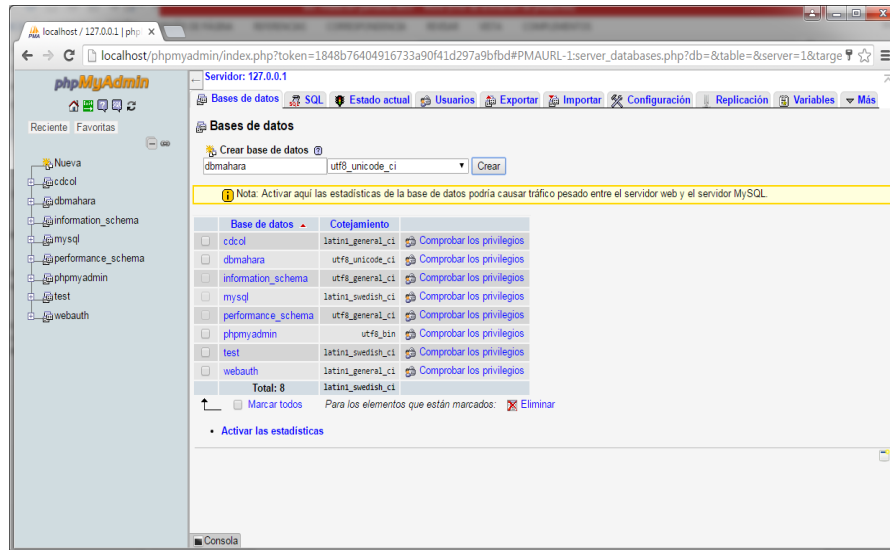 localhost / 127.0.0.1 | php
localhost/phpmyadmin/index.php?token=1848b76404916733a90f41d297a9bfbd#PMAURL-1:server_databases.php?db=&table=&server=1&targe
phpMyAdmin
Reciente Favoritas
Nueva
cdcol
dbmahara
information_schema
mysql
performance_schema
phpmyadmin
test
webauth
Servidor: 127.0.0.1
Bases de datos SQL Estado actual Usuarios Exportar Importar Configuración Replicación Variables Más
Bases de datos
Crear base de datos
dbmahara utf8_unicode_ci Crear
Nota: Activar aquí las estadísticas de la base de datos podría causar tráfico pesado entre el servidor web y el servidor MySQL.
Base de datos Cotejamiento
cdcol latin1_general_ci Comprobar los privilegios
dbmahara utf8_unicode_ci Comprobar los privilegios
information_schema utf8_general_ci Comprobar los privilegios
mysql latin1_swedish_ci Comprobar los privilegios
performance_schema utf8_general_ci Comprobar los privilegios
phpmyadmin utf8_bin Comprobar los privilegios
test latin1_swedish_ci Comprobar los privilegios
webauth latin1_general_ci Comprobar los privilegios
Total: 8 latin1_swedish_ci
Marcar todos Para los elementos que están marcados: Eliminar
Activar las estadísticas
Consola